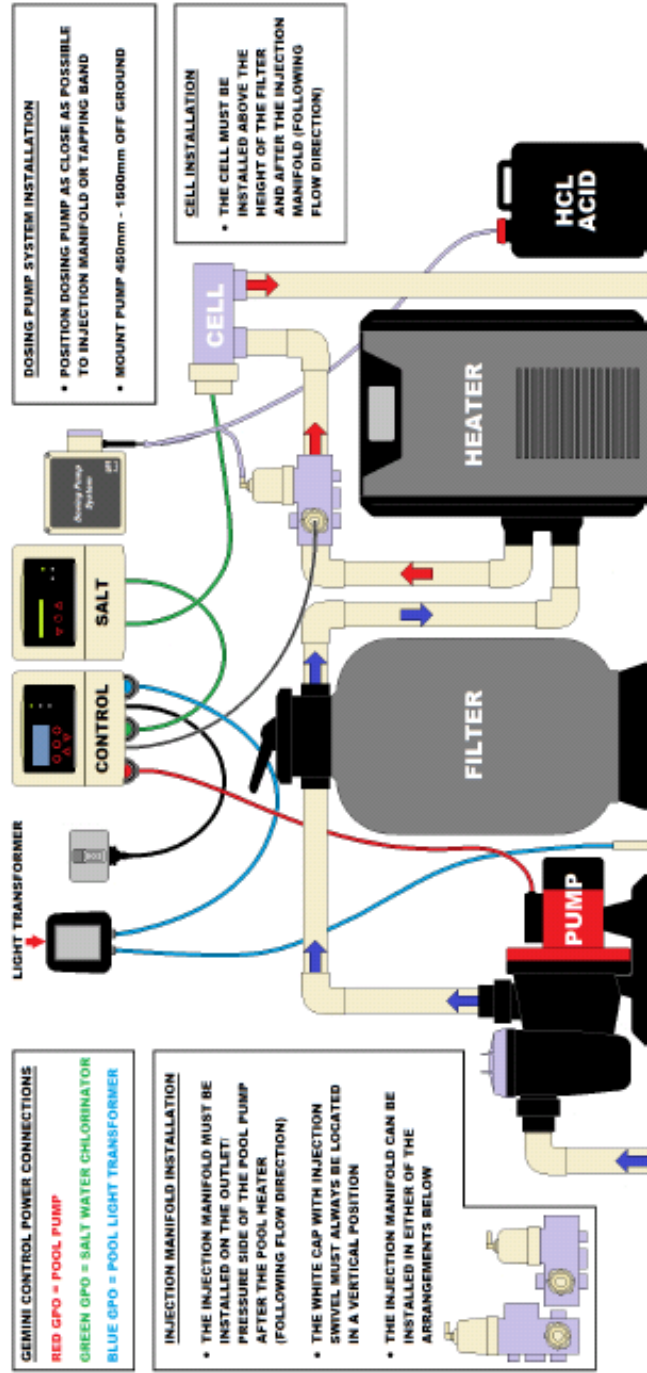 GEMINI CONTROL POWER CONNECTIONS
RED GPO = POOL PUMP
GREEN GPO = SALT WATER CHLORINATOR
BLUE GPO = POOL LIGHT TRANSFORMER
INJECTION MANIFOLD INSTALLATION
• THE INJECTION MANIFOLD MUST BE
INSTALLED ON THE OUTLET/
PRESSURE SIDE OF THE POOL PUMP
AFTER THE POOL HEATER
(FOLLOWING FLOW DIRECTION)
• THE WHITE CAP WITH INJECTION
SWIVEL MUST ALWAYS BE LOCATED
IN A VERTICAL POSITION
• THE INJECTION MANIFOLD CAN BE
INSTALLED IN EITHER OF THE
ARRANGEMENTS BELOW
LIGHT TRANSFORMER
CONTROL
SALT
Dosing Pump
System
DOSING PUMP SYSTEM INSTALLATION
• POSITION DOSING PUMP AS CLOSE AS POSSIBLE
TO INJECTION MANIFOLD OR TAPPING BAND
• MOUNT PUMP 450mm - 1500mm OFF GROUND
CELL INSTALLATION
• THE CELL MUST BE
INSTALLED ABOVE THE
HEIGHT OF THE FILTER
AND AFTER THE INJECTION
MANIFOLD (FOLLOWING
FLOW DIRECTION)
CELL
PUMP
FILTER
HEATER
HCL
ACID